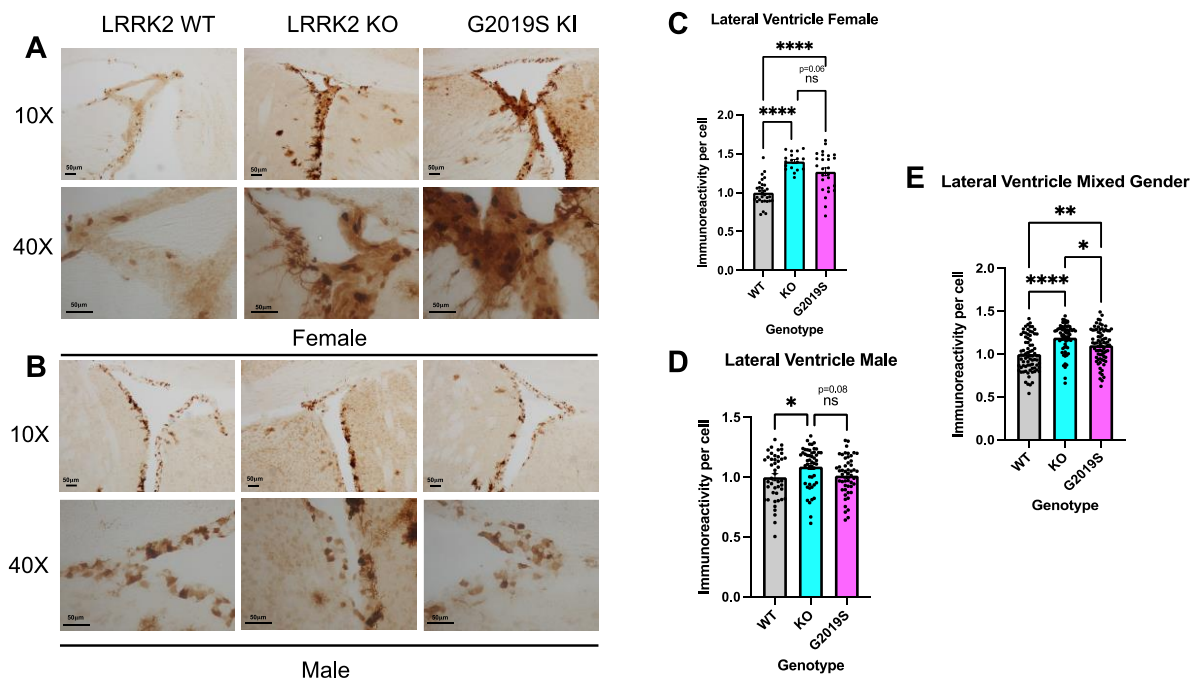 LRRK2 WT LRRK2 KO G2019S KI
A
10X
50μm 50μm 50μm
40X
50μm 50μm 50μm
Female
B
10X
50μm 50μm 50μm
40X
50μm 50μm 50μm
Male
C
Lateral Ventricle Female
****
p=0.06
ns
****
2.0
1.5
1.0
0.5
0.0
Immunoreactivity per cell
WT KO G2019S
Genotype
D
Lateral Ventricle Male
p=0.08
* ns
1.5
1.0
0.5
0.0
Immunoreactivity per cell
WT KO G2019S
Genotype
E
Lateral Ventricle Mixed Gender
**
*
****
2.0
1.5
1.0
0.5
0.0
Immunoreactivity per cell
WT KO G2019S
Genotype